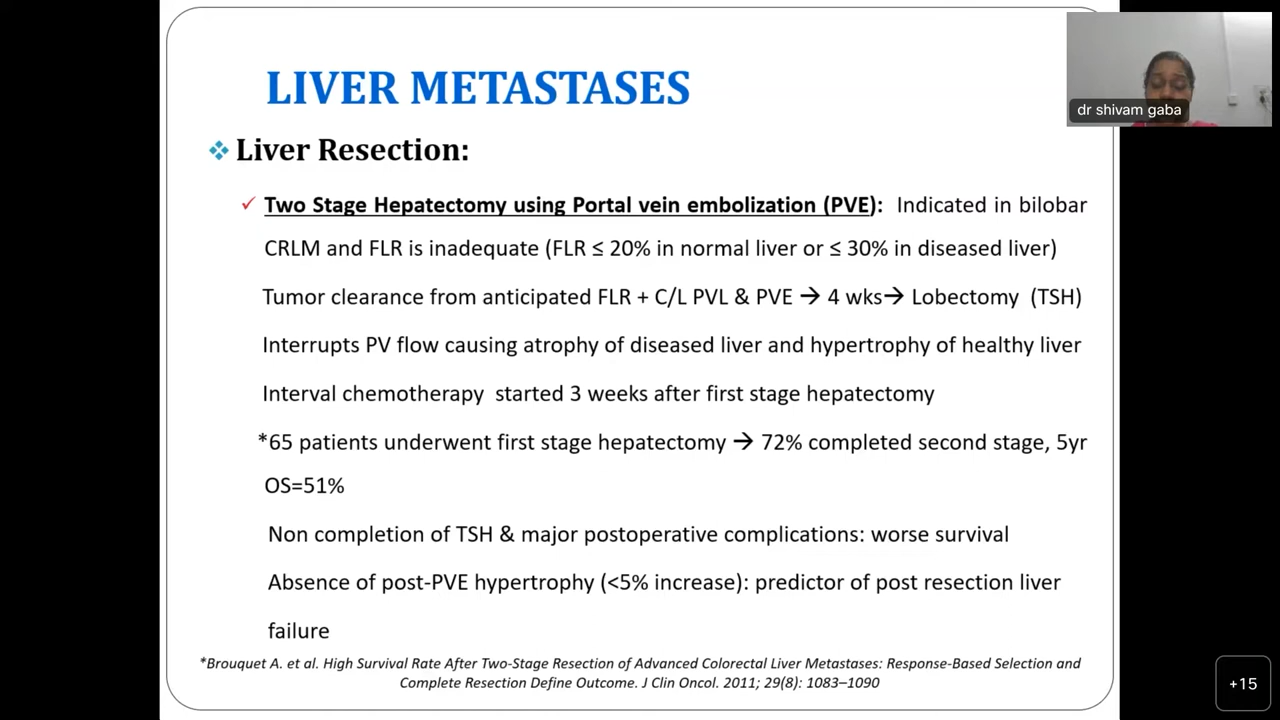 LIVER METASTASES
dr shivam gaba
❖ Liver Resection:
✓ Two Stage Hepatectomy using Portal vein embolization (PVE): Indicated in bilobar
CRLM and FLR is inadequate (FLR ≤ 20% in normal liver or ≤ 30% in diseased liver)
Tumor clearance from anticipated FLR + C/L PVL & PVE → 4 wks→ Lobectomy (TSH)
Interrupts PV flow causing atrophy of diseased liver and hypertrophy of healthy liver
Interval chemotherapy started 3 weeks after first stage hepatectomy
*65 patients underwent first stage hepatectomy → 72% completed second stage, 5yr
OS=51%
Non completion of TSH & major postoperative complications: worse survival
Absence of post-PVE hypertrophy (<5% increase): predictor of post resection liver
failure
*Brouquet A. et al. High Survival Rate After Two-Stage Resection of Advanced Colorectal Liver Metastases: Response-Based Selection and
Complete Resection Define Outcome. J Clin Oncol. 2011; 29(8): 1083–1090
+15